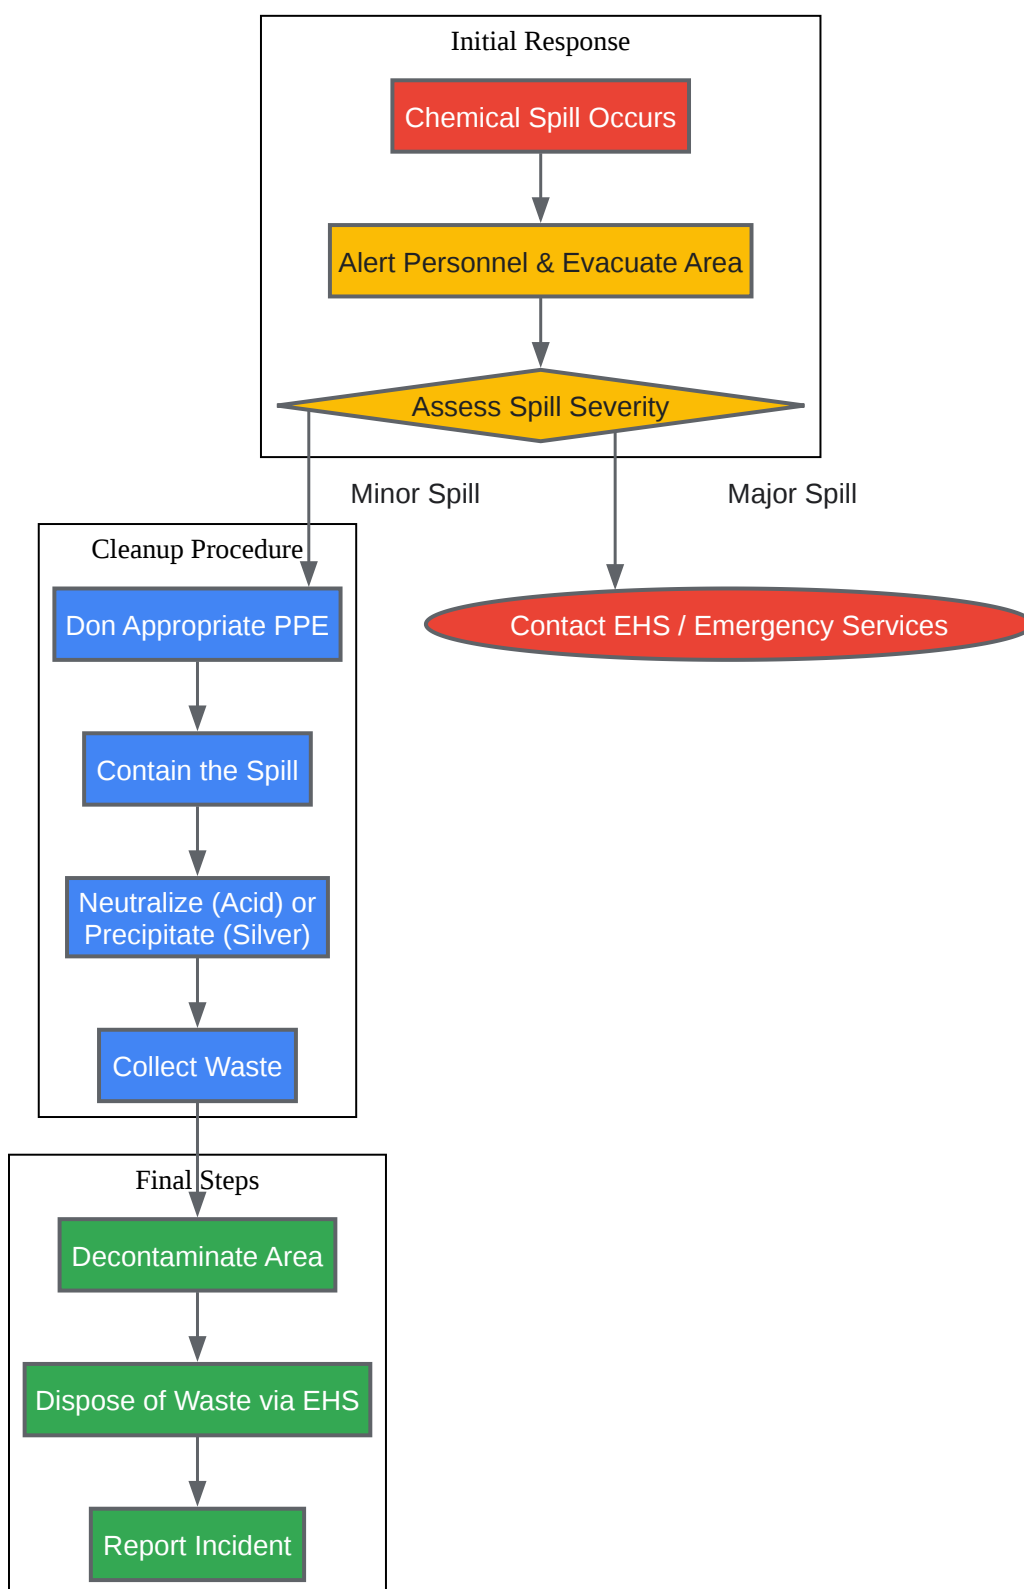 Initial Response
Chemical Spill Occurs
Alert Personnel & Evacuate Area
Assess Spill Severity
Minor Spill
Major Spill
Cleanup Procedure
Don Appropriate PPE
Contact EHS / Emergency Services
Contain the Spill
Neutralize (Acid) or
Precipitate (Silver)
Collect Waste
Final Steps
Decontaminate Area
Dispose of Waste via EHS
Report Incident